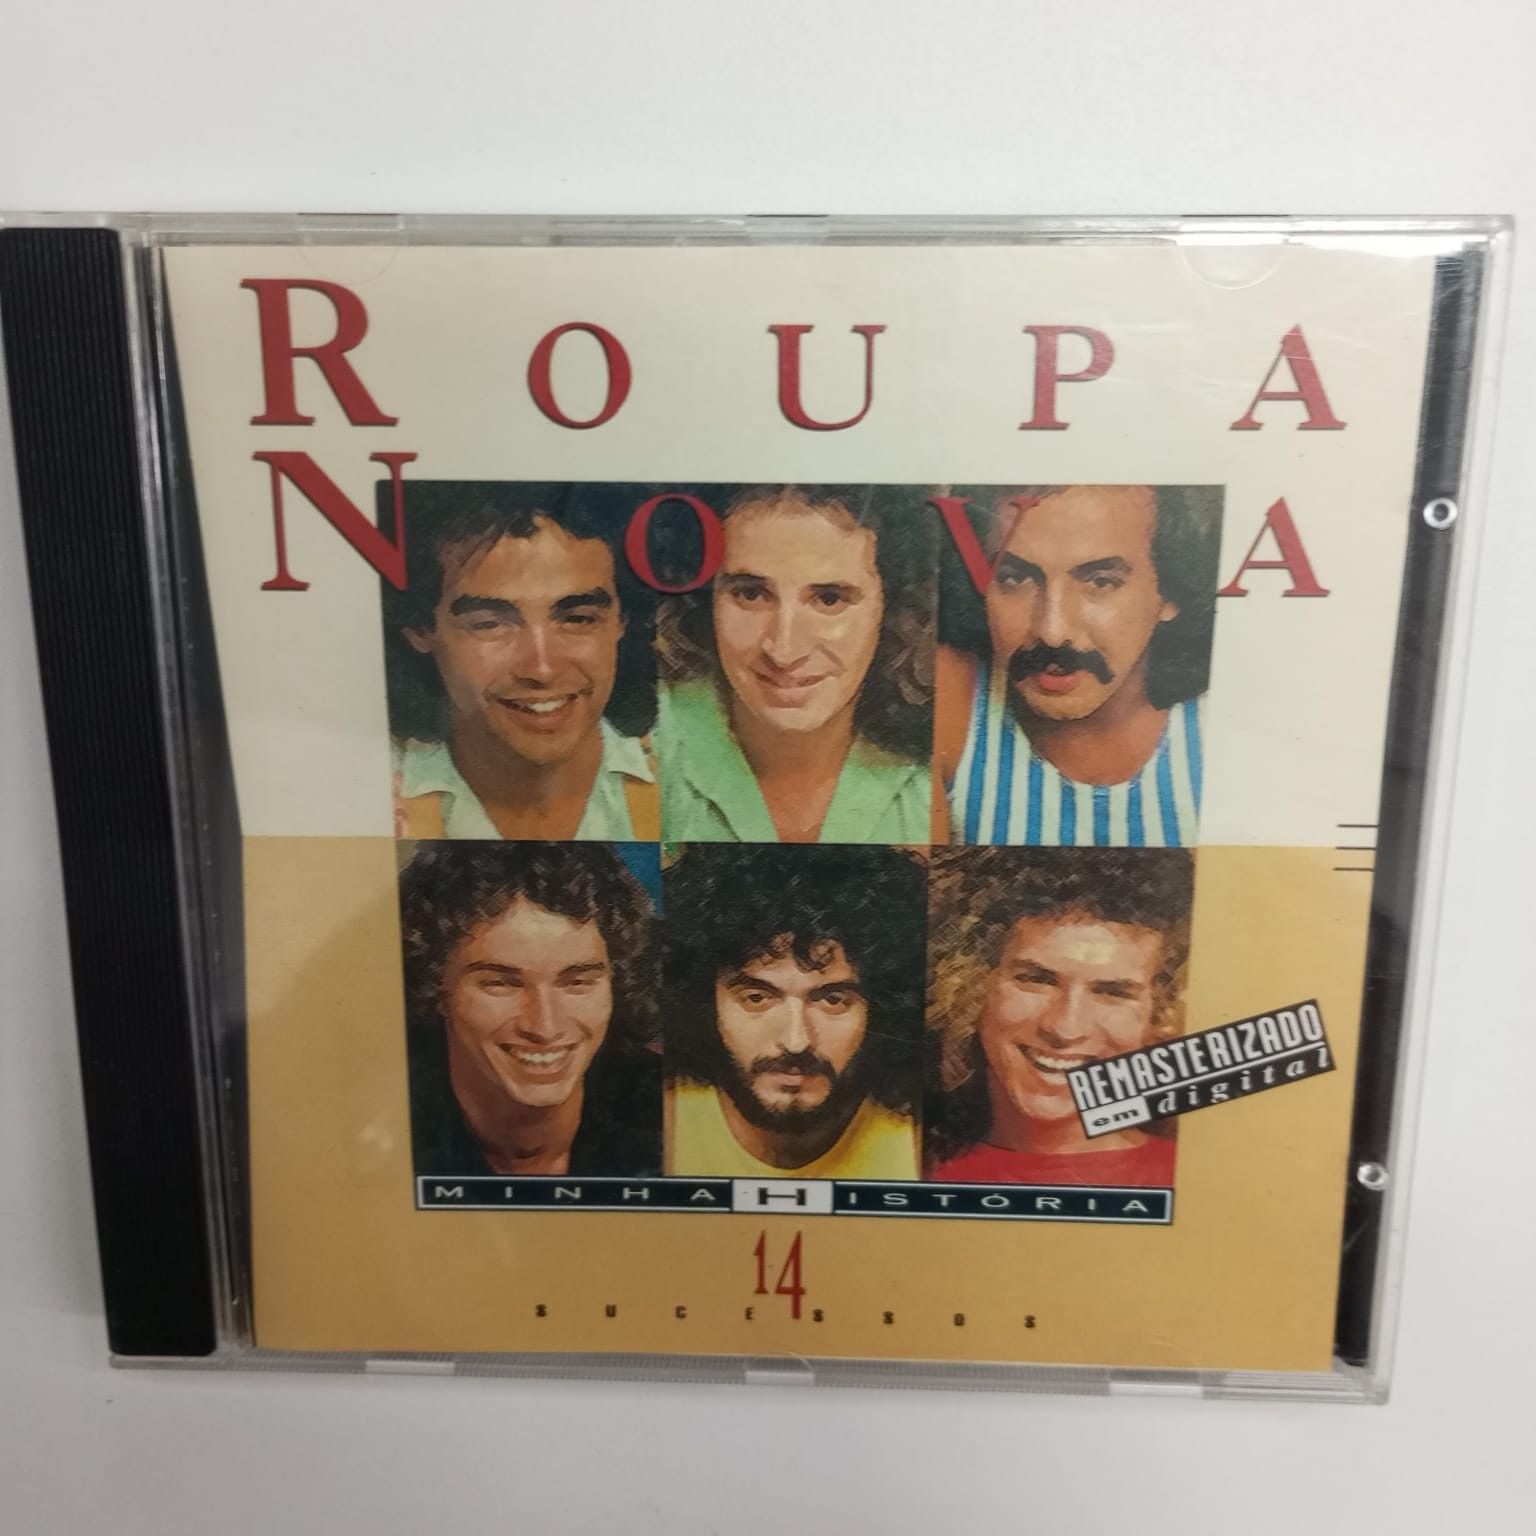 ROUPA
NOVA
REMASTERIZADO
em digital
MINHA HISTÓRIA
14
SUCESSOS